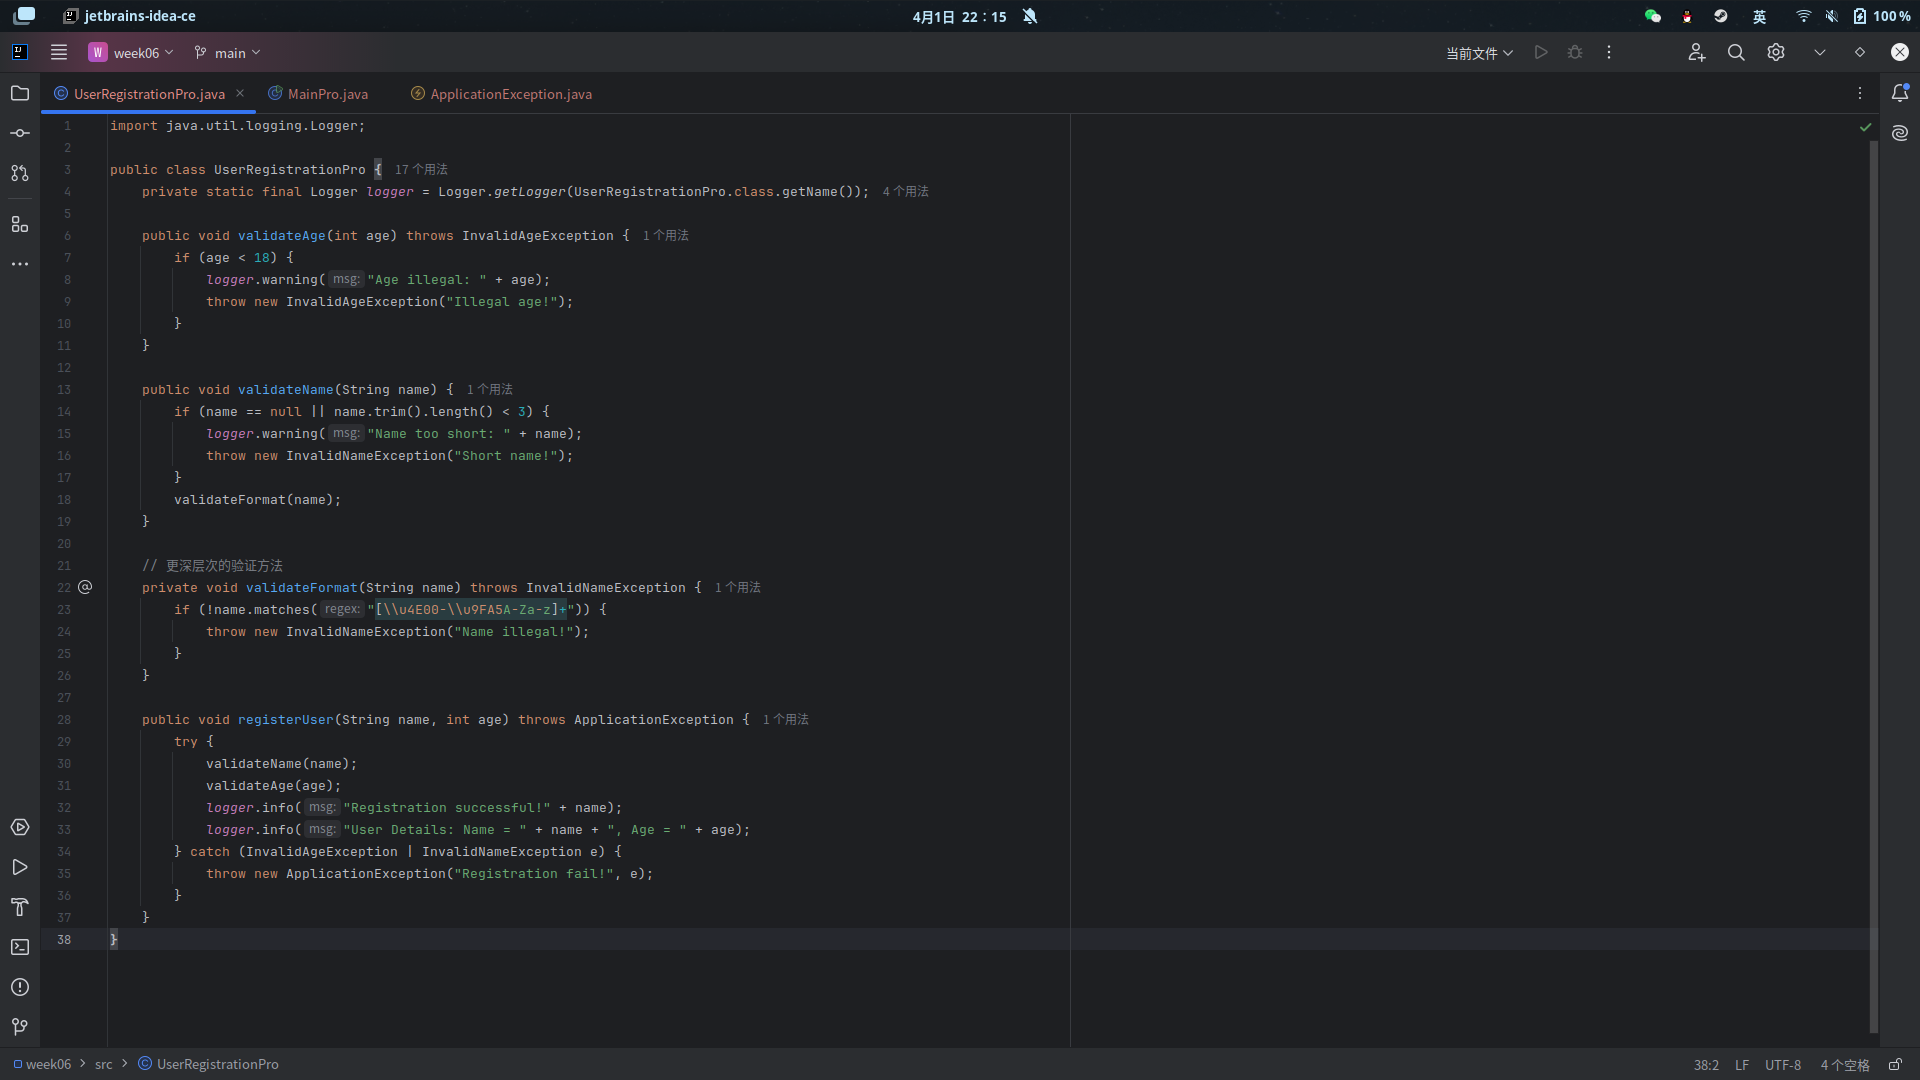 jetbrains-idea-ce
4月1日 22：15
英
100%
W week06
main
当前文件
UserRegistrationPro.java
MainPro.java
ApplicationException.java
1 import java.util.logging.Logger;
2
3 public class UserRegistrationPro { 17 个用法
4 private static final Logger logger = Logger.getLogger(UserRegistrationPro.class.getName()); 4 个用法
5
6 public void validateAge(int age) throws InvalidAgeException { 1 个用法
7 if (age < 18) {
8 logger.warning( msg: "Age illegal: " + age);
9 throw new InvalidAgeException("Illegal age!");
10 }
11 }
12
13 public void validateName(String name) { 1 个用法
14 if (name == null || name.trim().length() < 3) {
15 logger.warning( msg: "Name too short: " + name);
16 throw new InvalidNameException("Short name!");
17 }
18 validateFormat(name);
19 }
20
21 // 更深层次的验证方法
22 private void validateFormat(String name) throws InvalidNameException { 1 个用法
23 if (!name.matches( regex: "[\\u4E00-\\u9FA5A-Za-z]+")) {
24 throw new InvalidNameException("Name illegal!");
25 }
26 }
27
28 public void registerUser(String name, int age) throws ApplicationException { 1 个用法
29 try {
30 validateName(name);
31 validateAge(age);
32 logger.info( msg: "Registration successful!" + name);
33 logger.info( msg: "User Details: Name = " + name + ", Age = " + age);
34 } catch (InvalidAgeException | InvalidNameException e) {
35 throw new ApplicationException("Registration fail!", e);
36 }
37 }
38 }
week06 > src > UserRegistrationPro
38:2 LF UTF-8 4 个空格